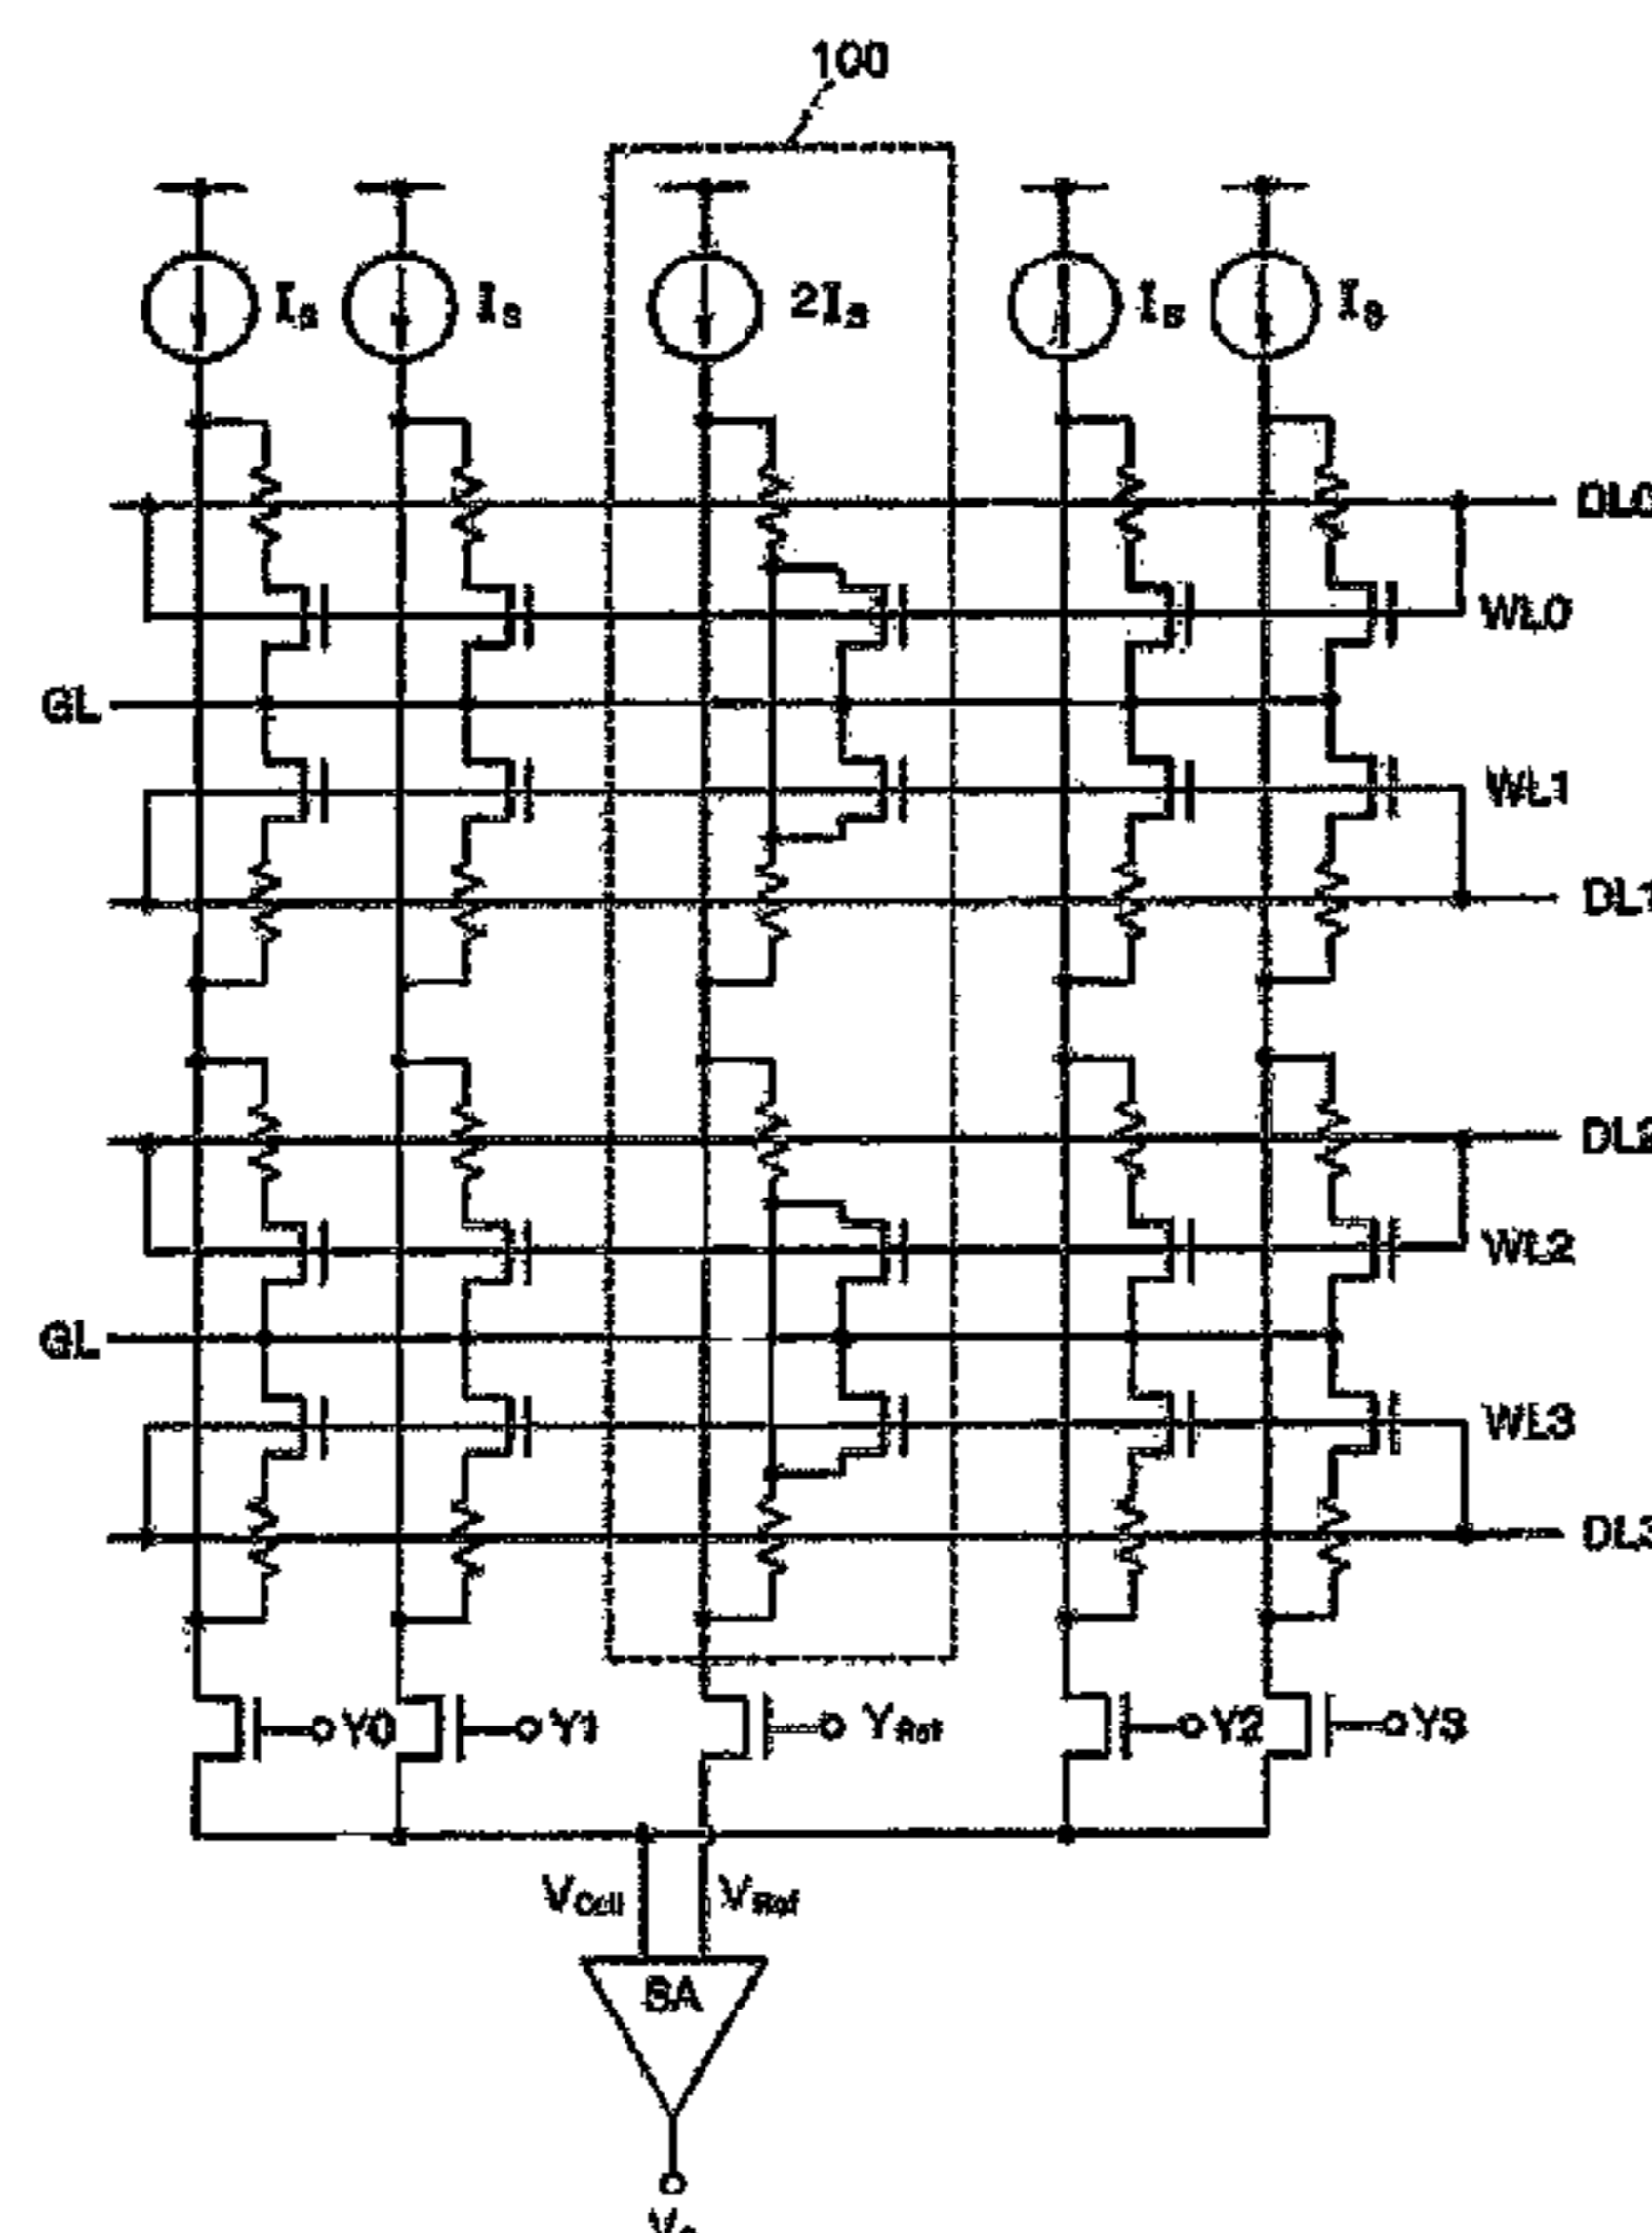 100
Is Is 2Is Is Is
DL0
WL0
GL
WL1
DL1
DL2
WL2
GL
WL3
DL3
Y0 Y1 YRef Y2 Y3
VCell VRef
SA